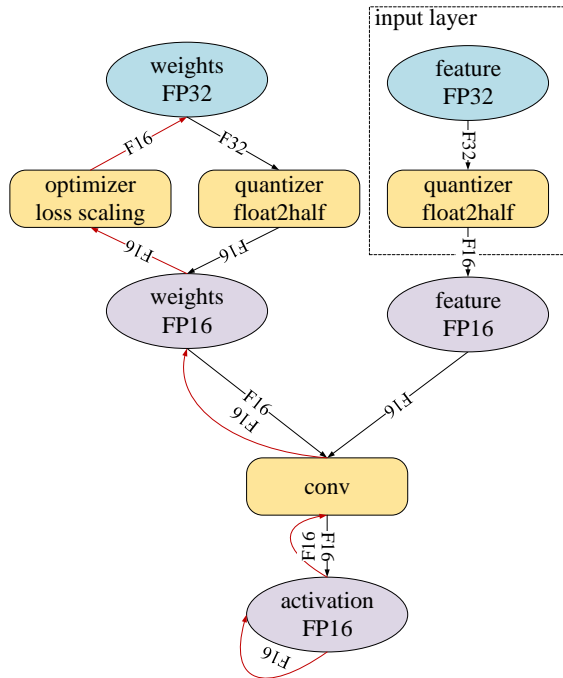 input layer
weights
FP32
feature
FP32
F16
F32
F32
optimizer
loss scaling
quantizer
float2half
quantizer
float2half
F16
F16
F16
weights
FP16
feature
FP16
F16
F16
F16
conv
F16
F16
activation
FP16
F16